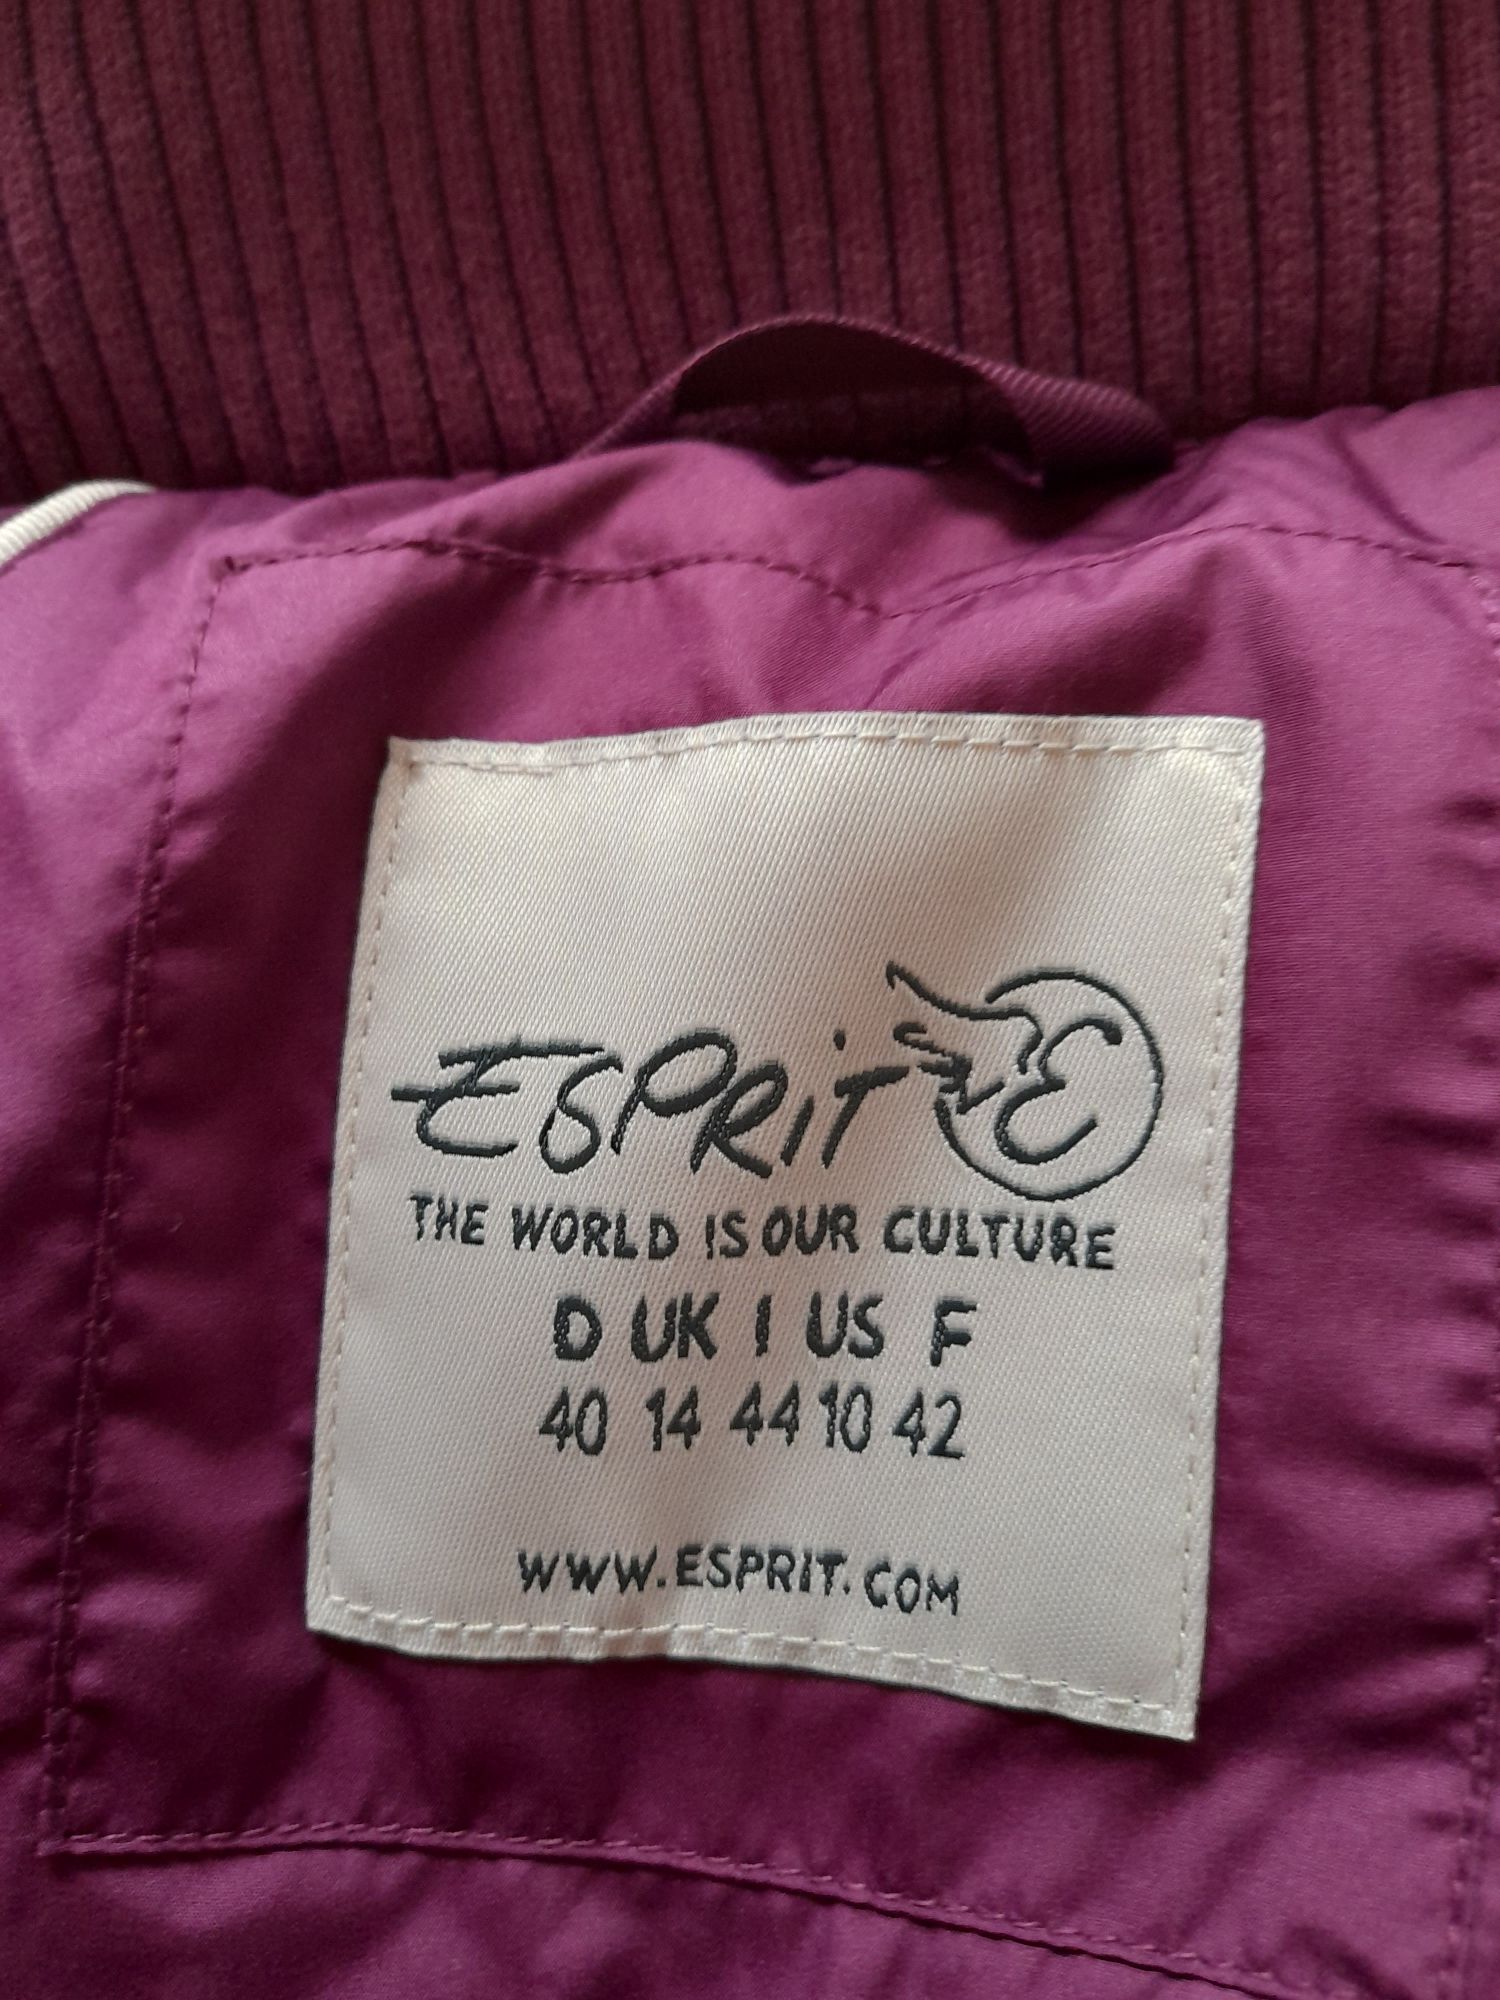 ESPRiT E
THE WORLD IS OUR CULTURE
D UK I US F
40 14 44 10 42
WWW.ESPRIT.COM